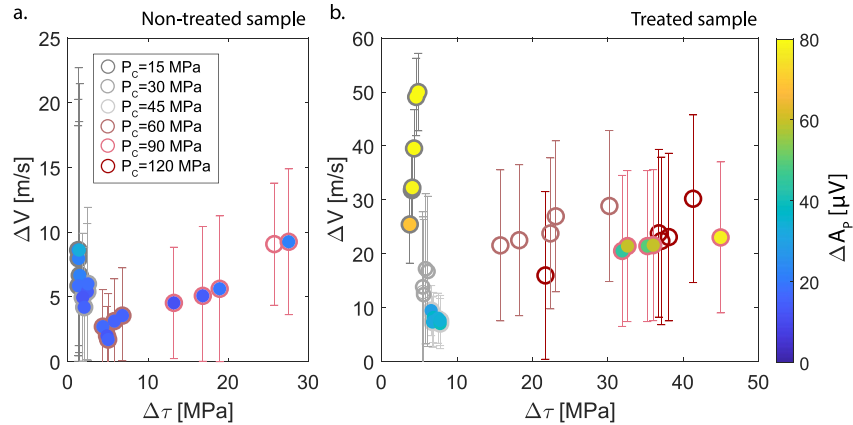 a.
Non-treated sample
b.
Treated sample
25
20
15
10
5
0
ΔV [m/s]
P_C=15 MPa
P_C=30 MPa
P_C=45 MPa
P_C=60 MPa
P_C=90 MPa
P_C=120 MPa
0 10 20 30
Δτ [MPa]
60
50
40
30
20
10
0
ΔV [m/s]
0 10 20 30 40 50
Δτ [MPa]
80
60
40
20
0
ΔA_P [μV]